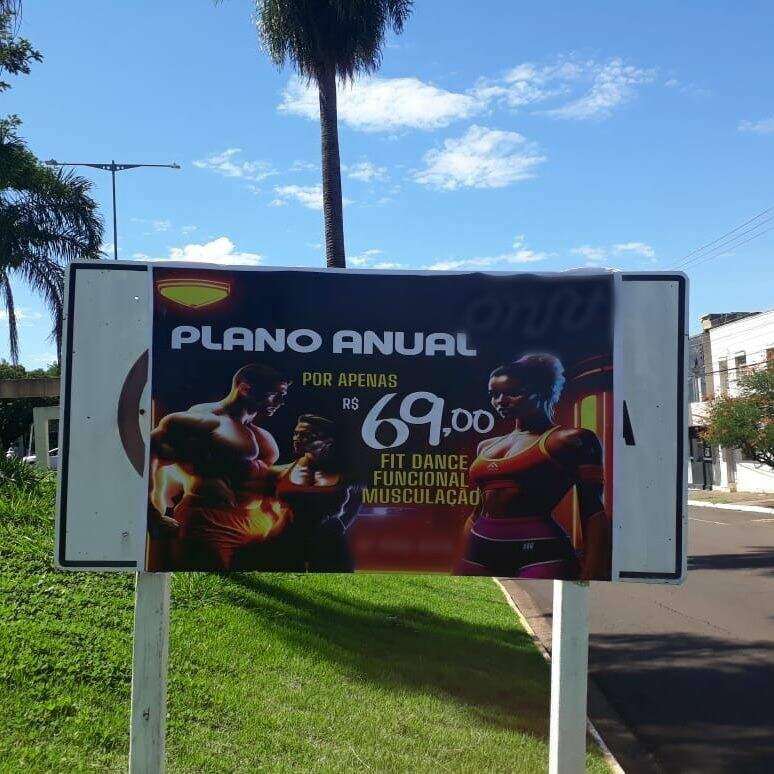 PLANO ANUAL
POR APENAS
R$ 69,00
FIT DANCE
FUNCIONAL
MUSCULAÇÃO